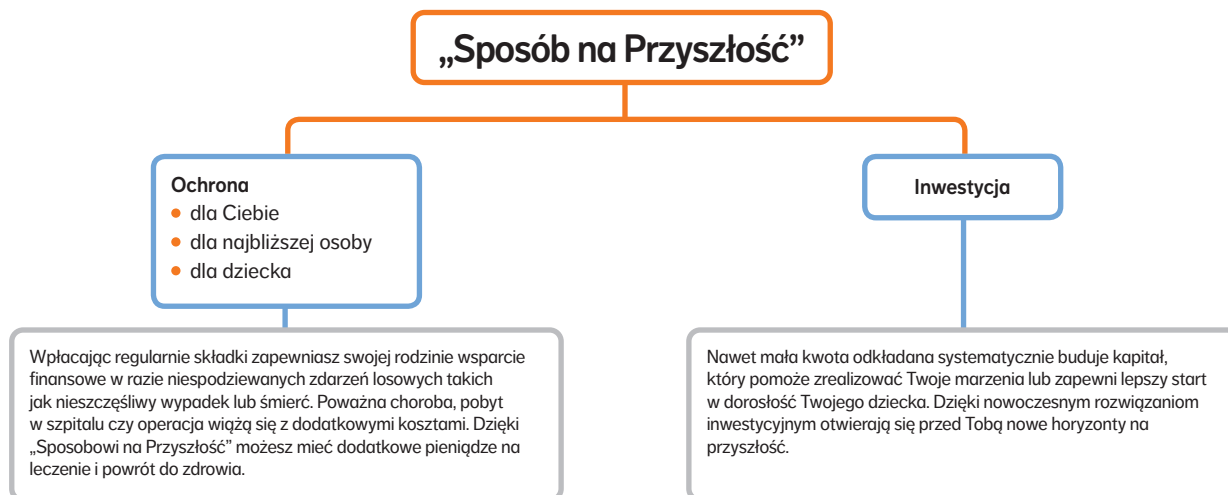 „Sposób na Przyszłość”
Ochrona
• dla Ciebie
• dla najbliższej osoby
• dla dziecka
Inwestycja
Wpłacając regularnie składki zapewniasz swojej rodzinie wsparcie
finansowe w razie niespodziewanych zdarzeń losowych takich
jak nieszczęśliwy wypadek lub śmierć. Poważna choroba, pobyt
w szpitalu czy operacja wiążą się z dodatkowymi kosztami. Dzięki
„Sposobowi na Przyszłość” możesz mieć dodatkowe pieniądze na
leczenie i powrót do zdrowia.
Nawet mała kwota odkładana systematycznie buduje kapitał,
który pomoże zrealizować Twoje marzenia lub zapewni lepszy start
w dorosłość Twojego dziecka. Dzięki nowoczesnym rozwiązaniom
inwestycyjnym otwierają się przed Tobą nowe horyzonty na
przyszłość.